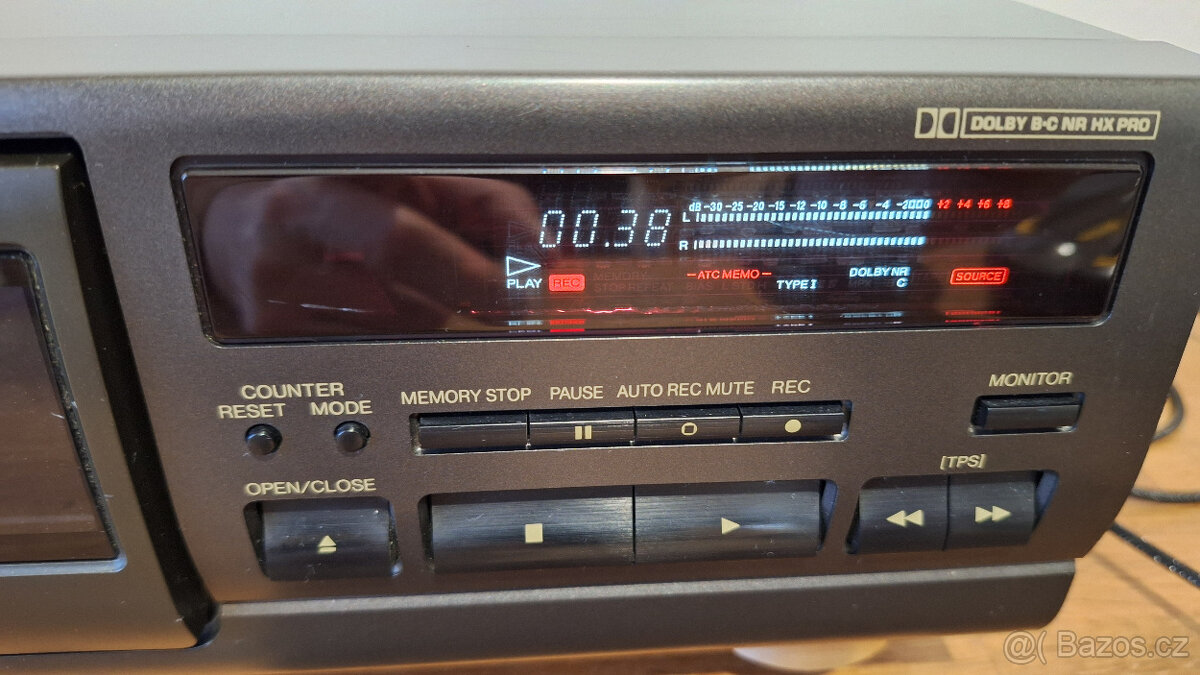 DOLBY B·C NR HX PRO
00.38
dB -30 -25 -20 -15 -12 -10 -8 -6 -4 -2 0 +2 +4 +6 +8
L
R
PLAY REC
-ATC MEMO-
TYPE I
DOLBY NR
C
SOURCE
COUNTER
RESET MODE
MEMORY STOP PAUSE AUTO REC MUTE REC
MONITOR
[TPS]
OPEN/CLOSE
@( Bazos.cz